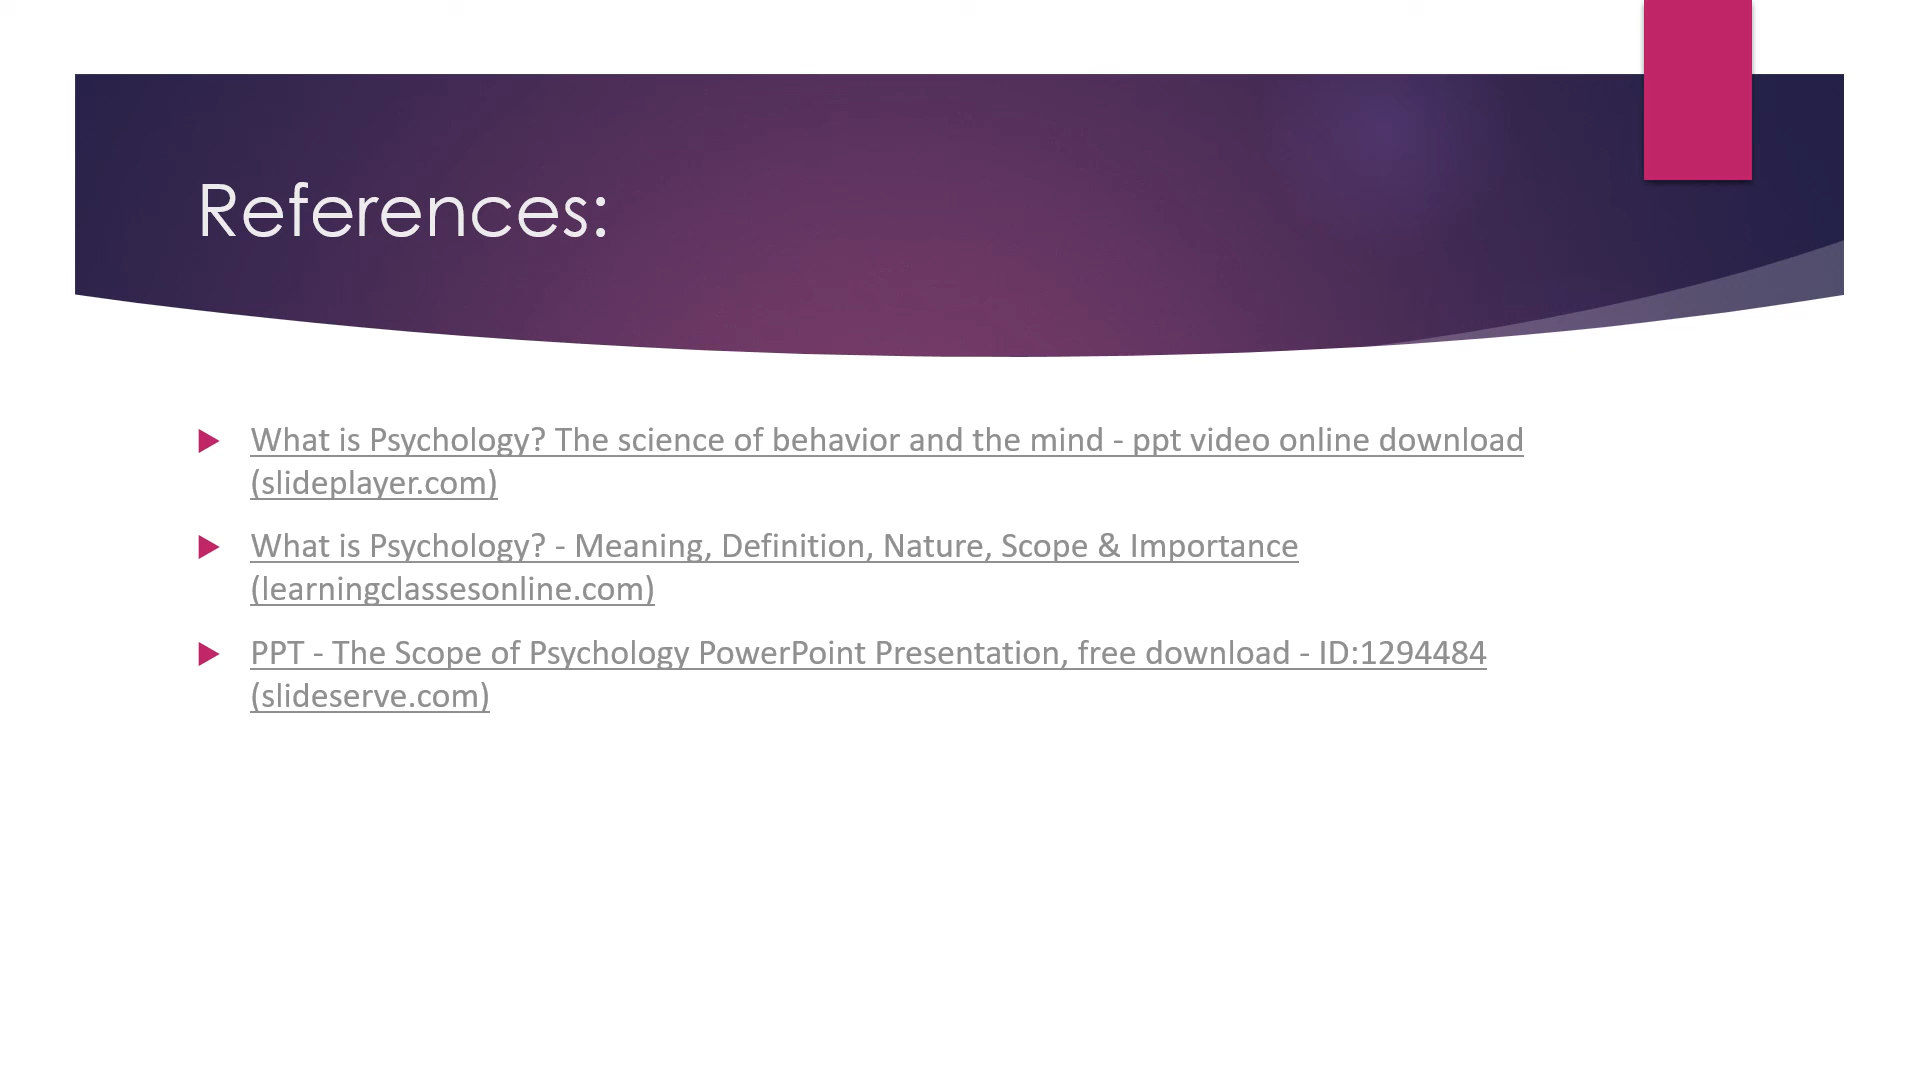 References:
What is Psychology? The science of behavior and the mind - ppt video online download
(slideplayer.com)
What is Psychology? - Meaning, Definition, Nature, Scope & Importance
(learningclassesonline.com)
PPT - The Scope of Psychology PowerPoint Presentation, free download - ID:1294484
(slideserve.com)